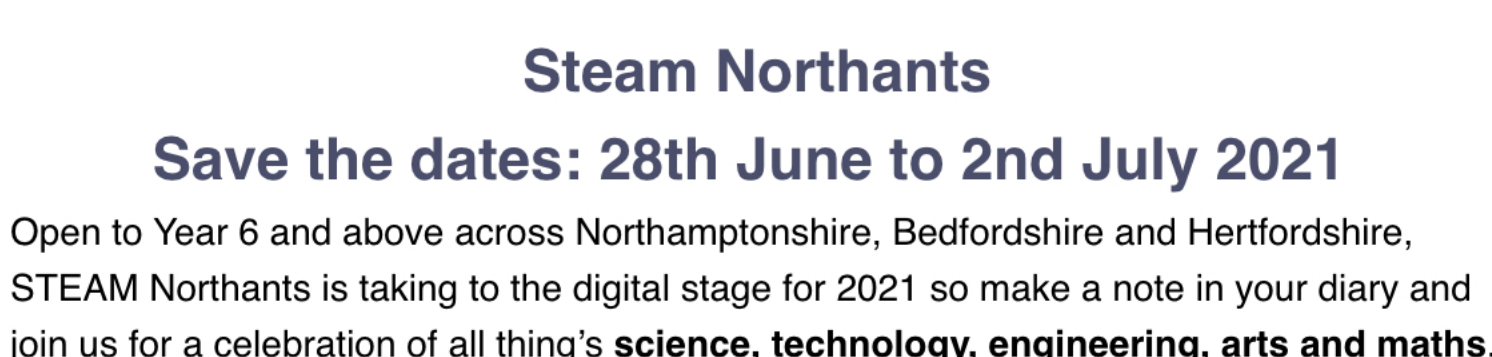 Steam Northants
Save the dates: 28th June to 2nd July 2021
Open to Year 6 and above across Northamptonshire, Bedfordshire and Hertfordshire,
STEAM Northants is taking to the digital stage for 2021 so make a note in your diary and
join us for a celebration of all thing’s science, technology, engineering, arts and maths.